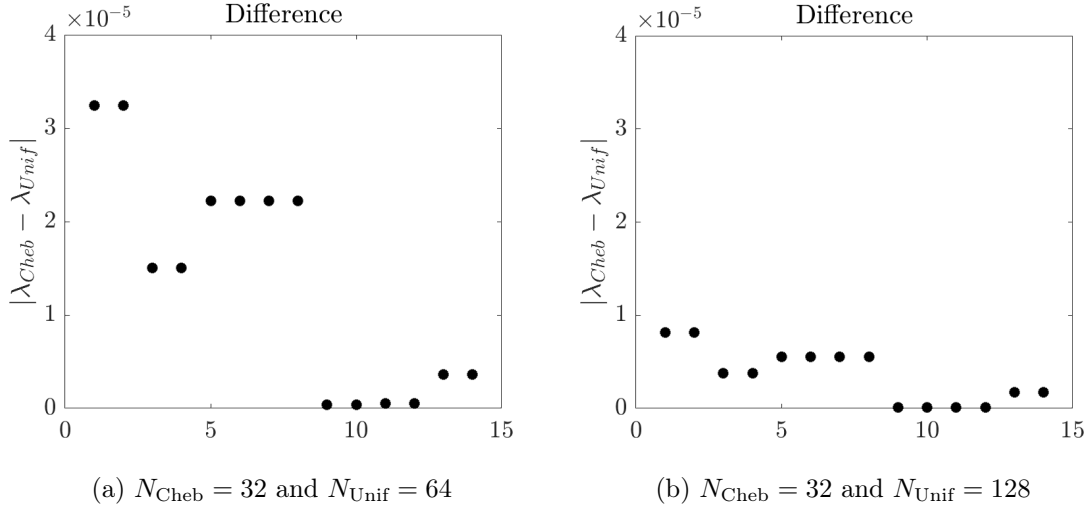 ×10⁻⁵ Difference
4
3
2
1
0
|λ_Cheb − λ_Unif|
0 5 10 15
(a) N_Cheb = 32 and N_Unif = 64
×10⁻⁵ Difference
4
3
2
1
0
|λ_Cheb − λ_Unif|
0 5 10 15
(b) N_Cheb = 32 and N_Unif = 128